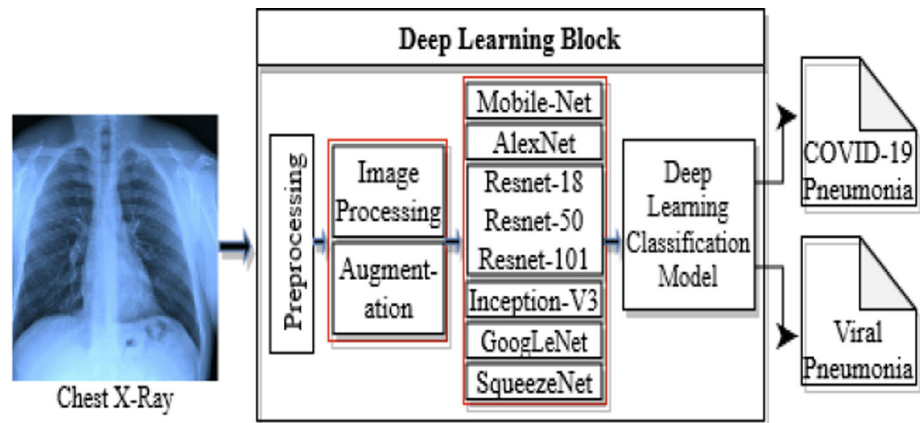 Deep Learning Block
Chest X-Ray
Preprocessing
Image
Processing
Augment-
ation
Mobile-Net
AlexNet
Resnet-18
Resnet-50
Resnet-101
Inception-V3
GoogLeNet
SqueezeNet
Deep
Learning
Classification
Model
COVID-19
Pneumonia
Viral
Pneumonia